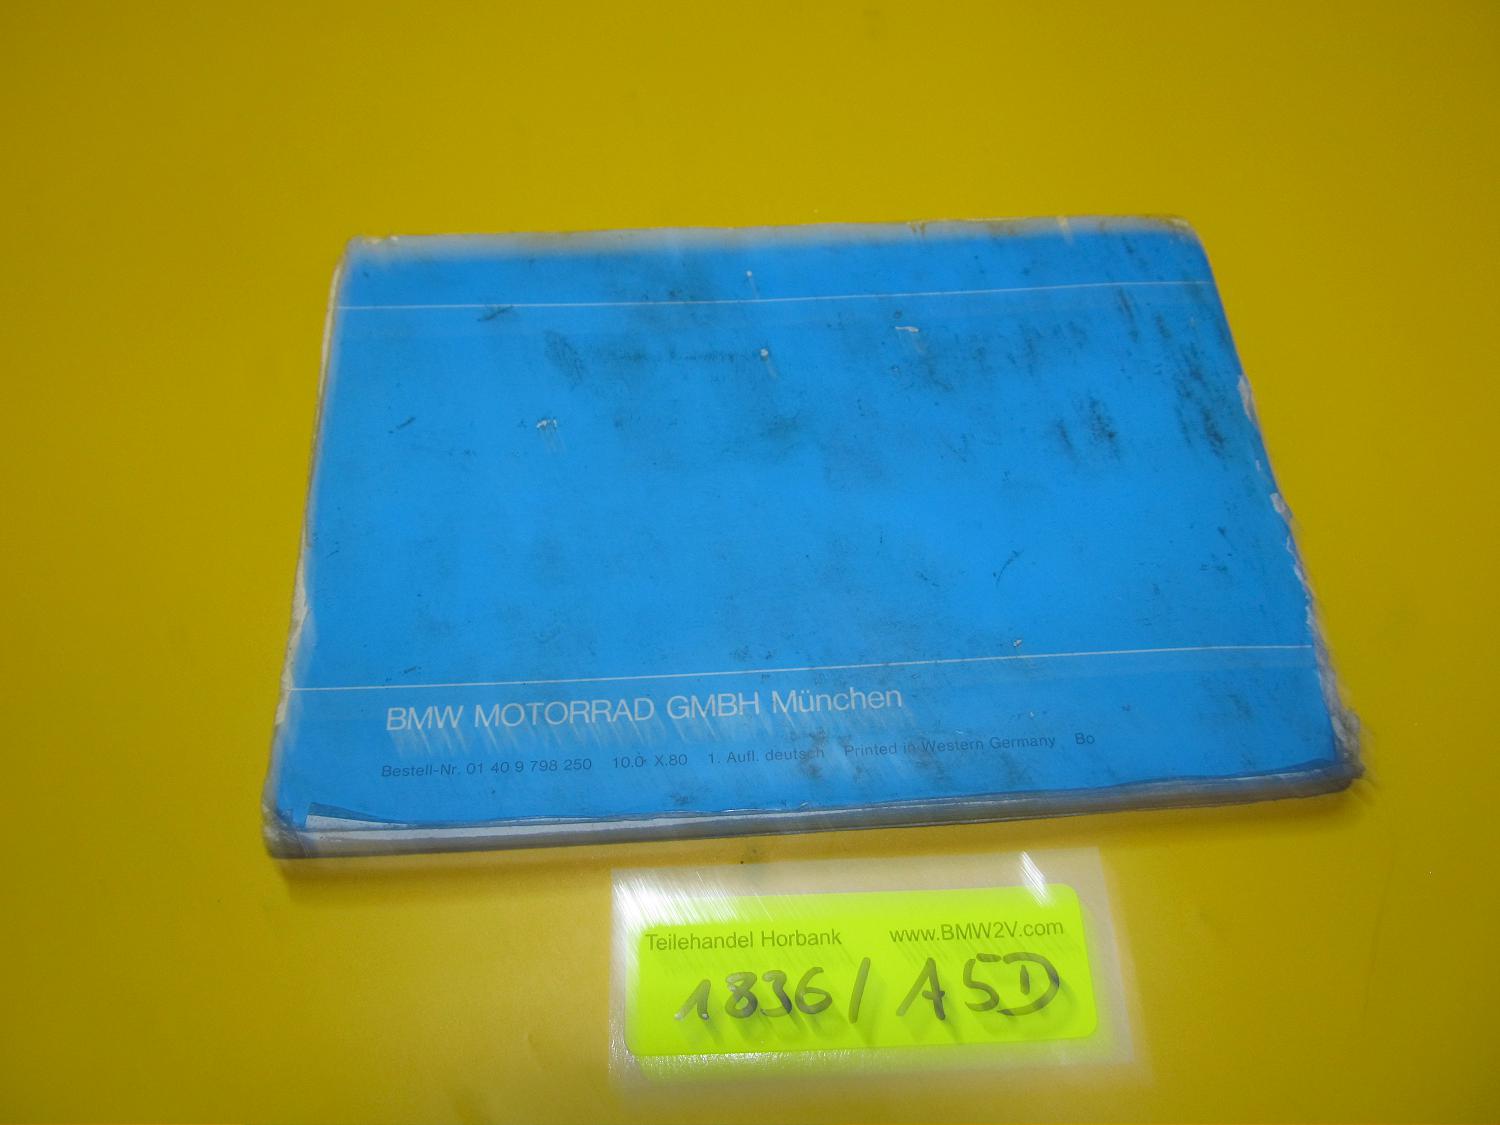 BMW MOTORRAD GMBH München
Bestell-Nr. 01 40 9 798 250 10.0 X.80 1. Aufl. deutsch Printed in Western Germany Bo
Teilehandel Horbank www.BMW2V.com
1836/ A5D